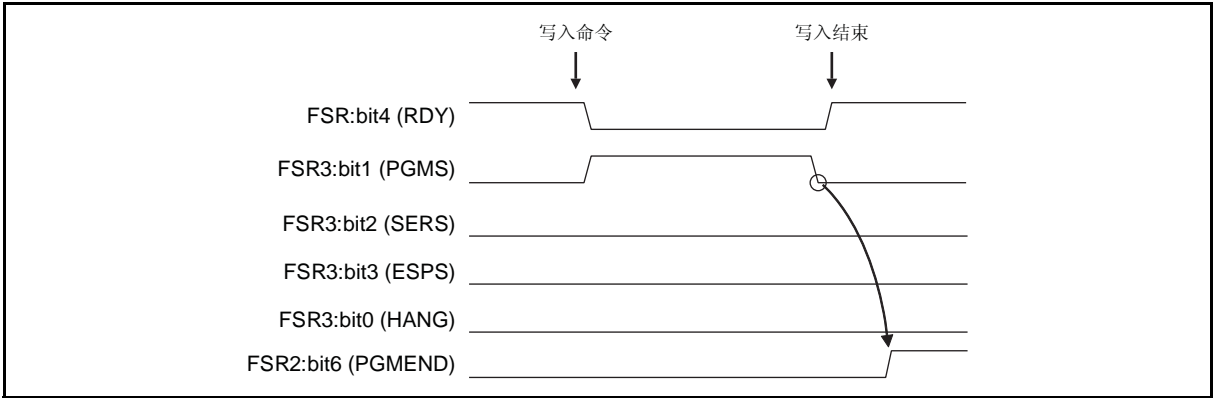 写入命令 写入结束
FSR:bit4 (RDY)
FSR3:bit1 (PGMS)
FSR3:bit2 (SERS)
FSR3:bit3 (ESPS)
FSR3:bit0 (HANG)
FSR2:bit6 (PGMEND)